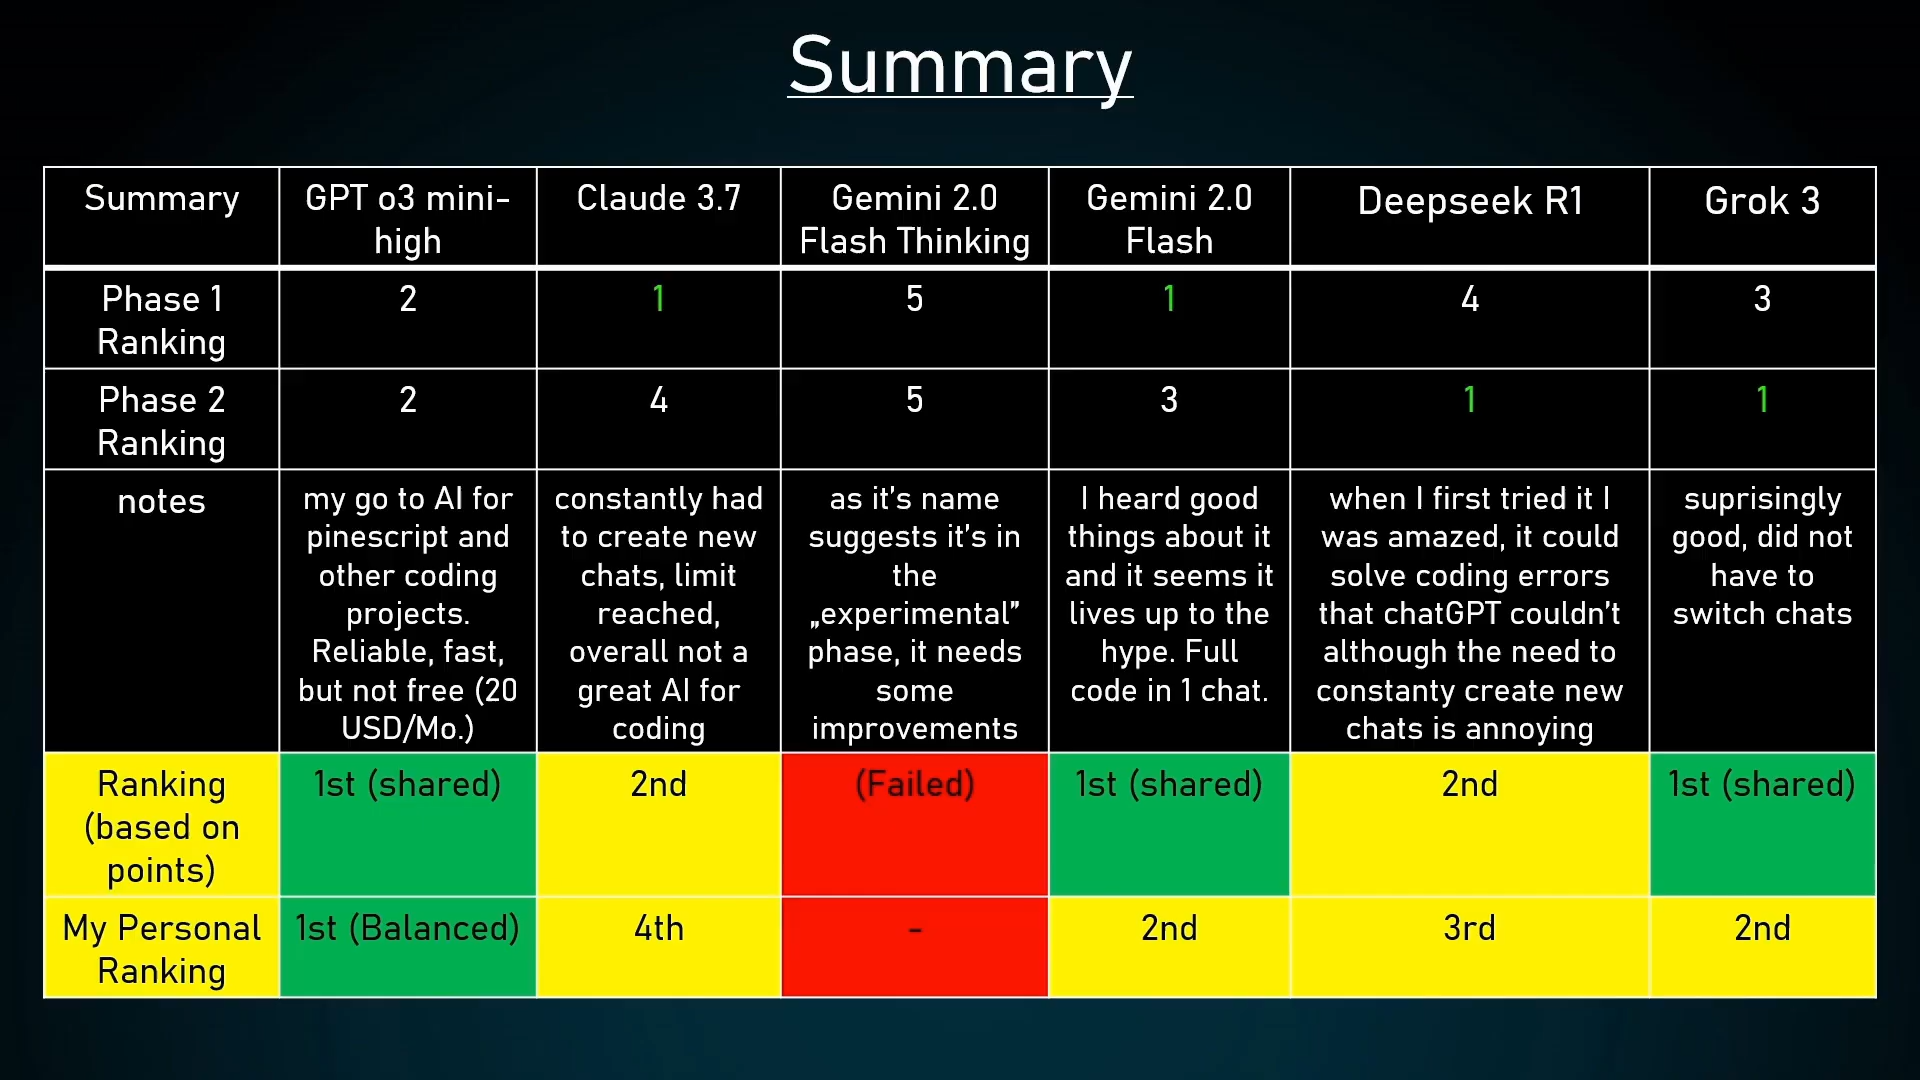 Summary
Summary
GPT o3 mini-
high
Claude 3.7
Gemini 2.0
Flash Thinking
Gemini 2.0
Flash
Deepseek R1
Grok 3
Phase 1
Ranking
2
1
5
1
4
3
Phase 2
Ranking
2
4
5
3
1
1
notes
my go to AI for
pinescript and
other coding
projects.
Reliable, fast,
but not free (20
USD/Mo.)
constantly had
to create new
chats, limit
reached,
overall not a
great AI for
coding
as it's name
suggests it's in
the
„experimental”
phase, it needs
some
improvements
I heard good
things about it
and it seems it
lives up to the
hype. Full
code in 1 chat.
when I first tried it I
was amazed, it could
solve coding errors
that chatGPT couldn't
although the need to
constanty create new
chats is annoying
suprisingly
good, did not
have to
switch chats
Ranking
(based on
points)
1st (shared)
2nd
(Failed)
1st (shared)
2nd
1st (shared)
My Personal
Ranking
1st (Balanced)
4th
-
2nd
3rd
2nd